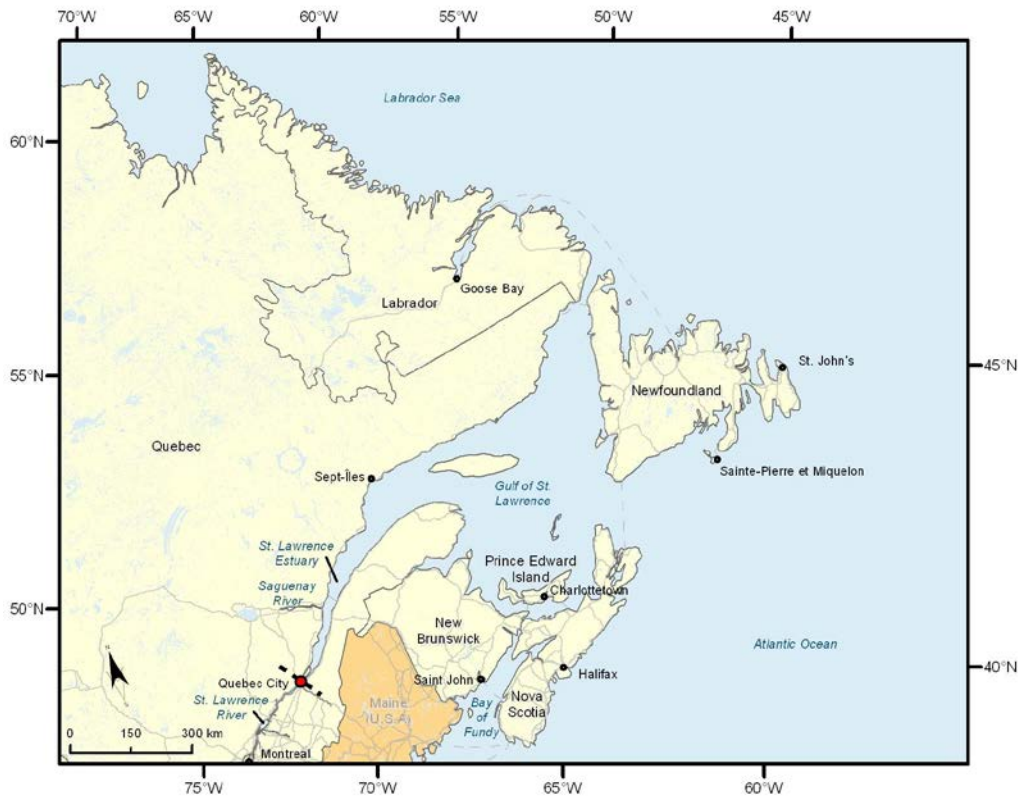 70°W 65°W 60°W 55°W 50°W 45°W
Labrador Sea
60°N
Goose Bay
Labrador
St. John's
45°N
55°N
Newfoundland
Quebec
Sainte-Pierre et Miquelon
Sept-Îles
Gulf of St.
Lawrence
St. Lawrence
Estuary
Prince Edward
Island
Saguenay
River
Charlottetown
50°N
New
Brunswick
Atlantic Ocean
40°N
Halifax
Saint John
Quebec City
Nova
Scotia
Maine
(U.S.A)
Bay
of
Fundy
St. Lawrence
River
0 150 300 km
Montreal
75°W 70°W 65°W 60°W